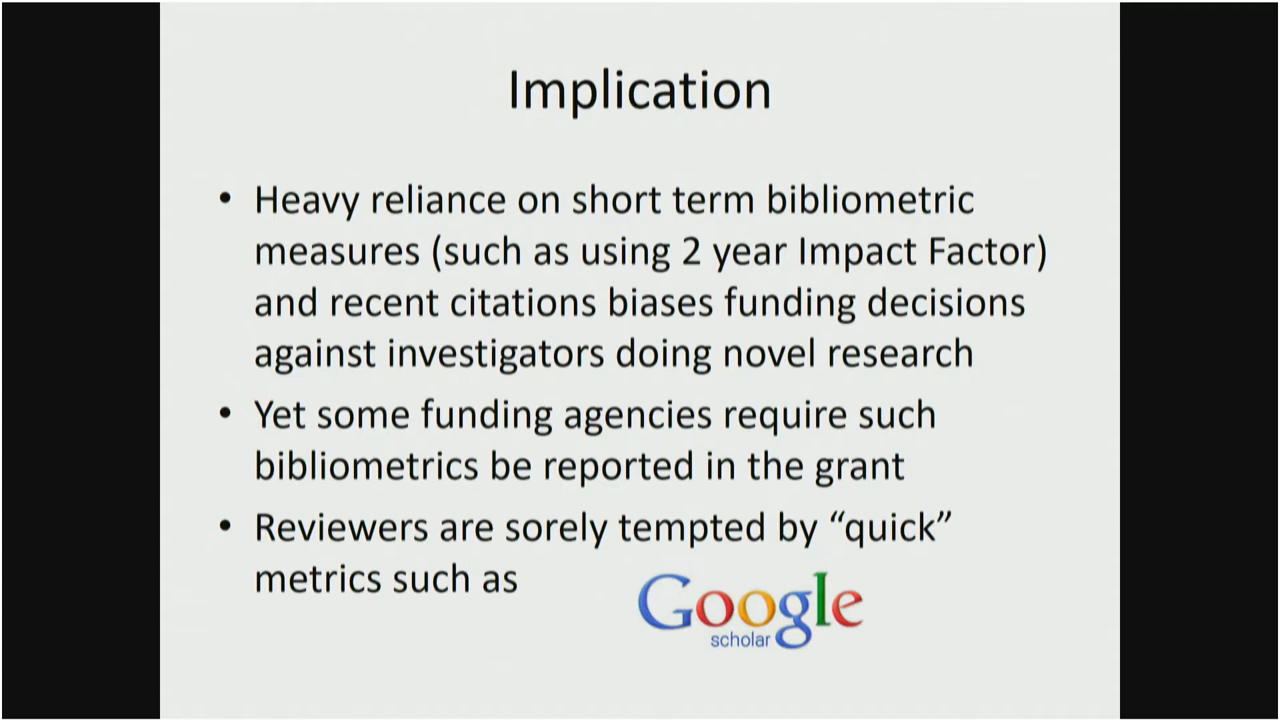 Implication
• Heavy reliance on short term bibliometric
measures (such as using 2 year Impact Factor)
and recent citations biases funding decisions
against investigators doing novel research
• Yet some funding agencies require such
bibliometrics be reported in the grant
• Reviewers are sorely tempted by “quick”
metrics such as
Google
scholar